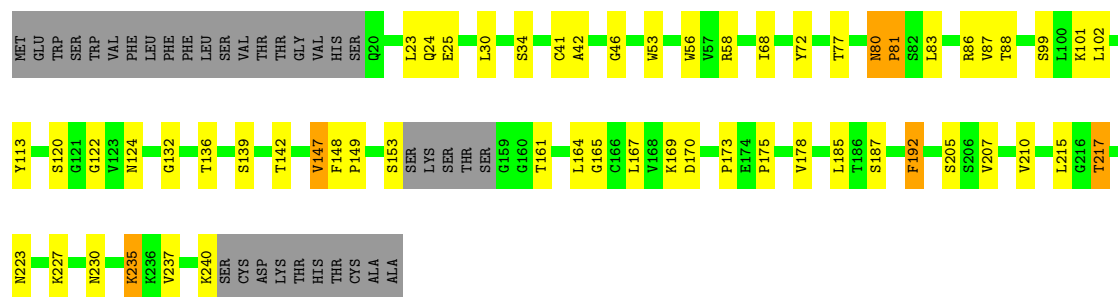 MET GLU TRP SER TRP VAL PHE LEU PHE PHE LEU SER VAL THR THR GLY VAL HIS SER Q20 L23 Q24 E25 L30 S34 C41 A42 G46 W53 W56 V57 R58 I68 Y72 T77 N80 P81 S82 L83 R86 V87 T88 S99 L100 K101 L102
Y113 S120 G121 G122 V123 N124 G132 T136 S139 T142 V147 F148 P149 S153 SER LYS SER THR SER G159 G160 T161 L164 G165 C166 L167 V168 K169 D170 P173 E174 P175 V178 L185 T186 S187 F192 S205 S206 V207 V210 L215 G216 T217
N223 K227 N230 K235 K236 V237 K240 SER CYS ASP LYS THR HIS THR CYS ALA ALA